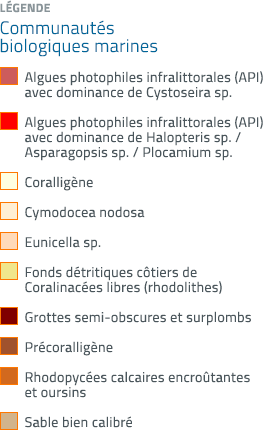 LÉGENDE
Communautés
biologiques marines
Algues photophiles infralittorales (API)
avec dominance de Cystoseira sp.
Algues photophiles infralittorales (API)
avec dominance de Halopteris sp. /
Asparagopsis sp. / Plocamium sp.
Coralligène
Cymodocea nodosa
Eunicella sp.
Fonds détritiques côtiers de
Coralinacées libres (rhodolithes)
Grottes semi-obscures et surplombs
Précoralligène
Rhodopycées calcaires encroûtantes
et oursins
Sable bien calibré